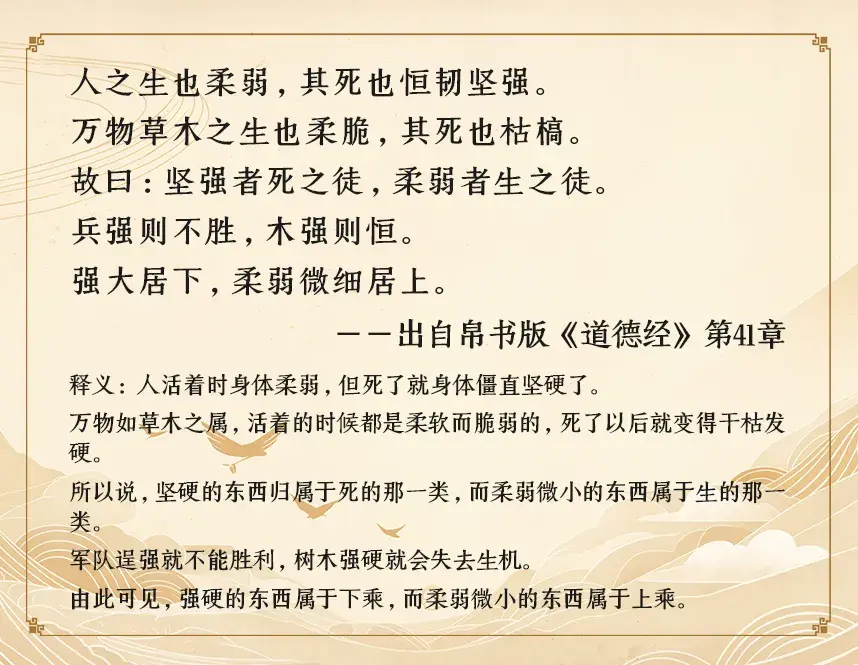 人之生也柔弱，其死也恒韧坚强。
万物草木之生也柔脆，其死也枯槁。
故曰：坚强者死之徒，柔弱者生之徒。
兵强则不胜，木强则恒。
强大居下，柔弱微细居上。
——出自帛书版《道德经》第41章
释义：人活着时身体柔弱，但死了就身体僵直坚硬了。
万物如草木之属，活着的时候都是柔软而脆弱的，死了以后就变得干枯发
硬。
所以说，坚硬的东西归属于死的那一类，而柔弱微小的东西属于生的那一
类。
军队逞强就不能胜利，树木强硬就会失去生机。
由此可见，强硬的东西属于下乘，而柔弱微小的东西属于上乘。